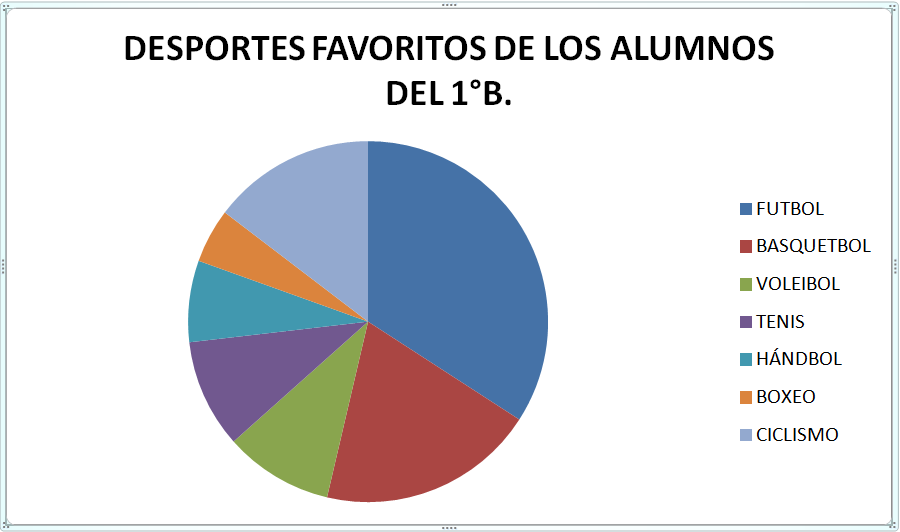 DESPORTES FAVORITOS DE LOS ALUMNOS
DEL 1°B.
FUTBOL
BASQUETBOL
VOLEIBOL
TENIS
HÁNDBOL
BOXEO
CICLISMO